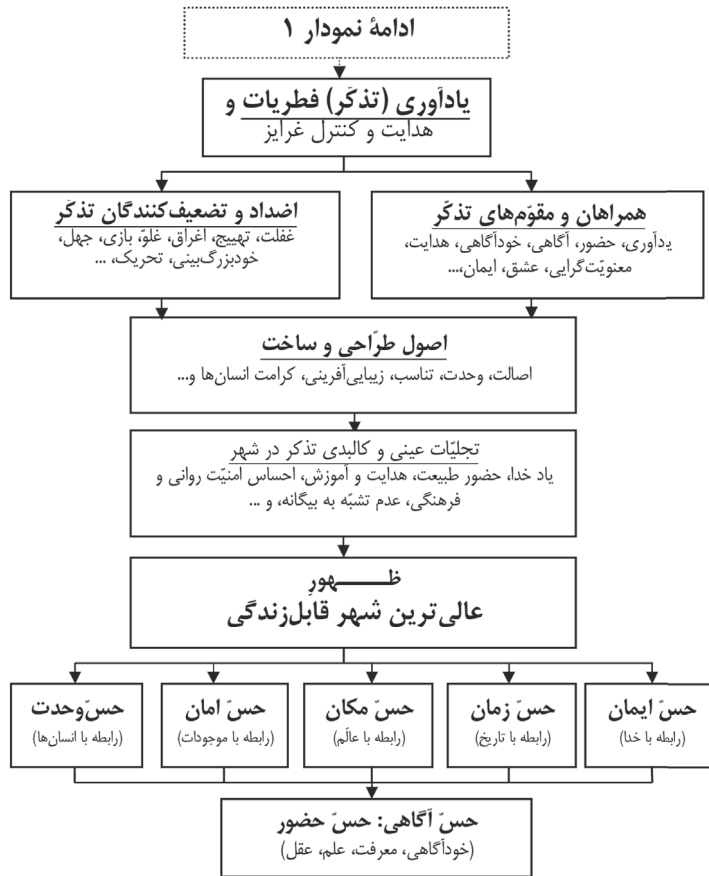 ادامهٔ نمودار ۱
یادآوری (تذکّر) فطریات و
هدایت و کنترل غرایز
همراهان و مقوّم‌های تذکّر
یادآوری، حضور، آگاهی، خودآگاهی، هدایت،
معنویّت‌گرایی، عشق، ایمان،...
اضداد و تضعیف‌کنندگان تذکّر
غفلت، تهییج، اغراق، غلوّ، بازی، جهل،
خودبزرگ‌بینی، تحریک، ...
اصول طرّاحی و ساخت
اصالت، وحدت، تناسب، زیبایی‌آفرینی، کرامت انسان‌ها و...
تجلیّات عینی و کالبدی تذکر در شهر
یاد خدا، حضور طبیعت، هدایت و آموزش، احساس امنیّت روانی و
فرهنگی، عدم تشبّه به بیگانه، و ...
ظـــــهورِ
عالی‌ترین شهر قابل‌زندگی
حسّ ایمان
(رابطه با خدا)
حسّ زمان
(رابطه با تاریخ)
حسّ مکان
(رابطه با عالَم)
حسّ امان
(رابطه با موجودات)
حسّ‌وحدت
(رابطه با انسان‌ها)
حسّ آگاهی: حسّ حضور
(خودآگاهی، معرفت، علم، عقل)